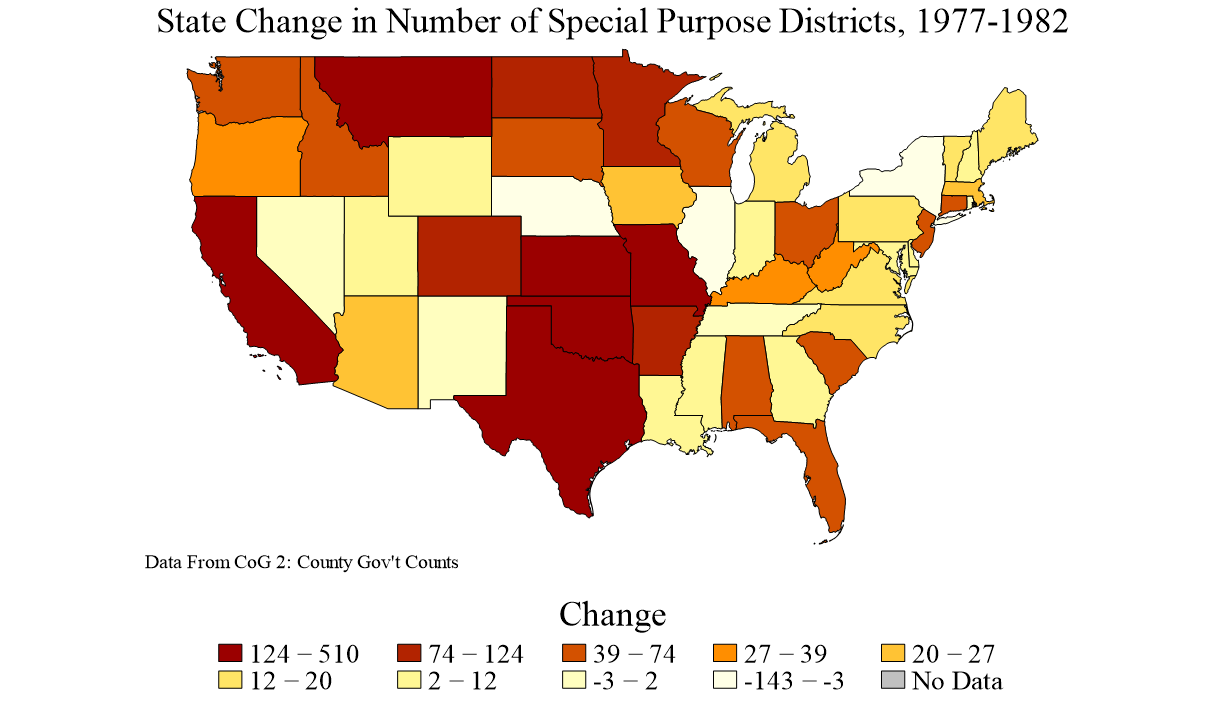 State Change in Number of Special Purpose Districts, 1977-1982
Data From CoG 2: County Gov't Counts
Change
124 − 510 74 − 124 39 − 74 27 − 39 20 − 27
12 − 20 2 − 12 -3 − 2 -143 − -3 No Data